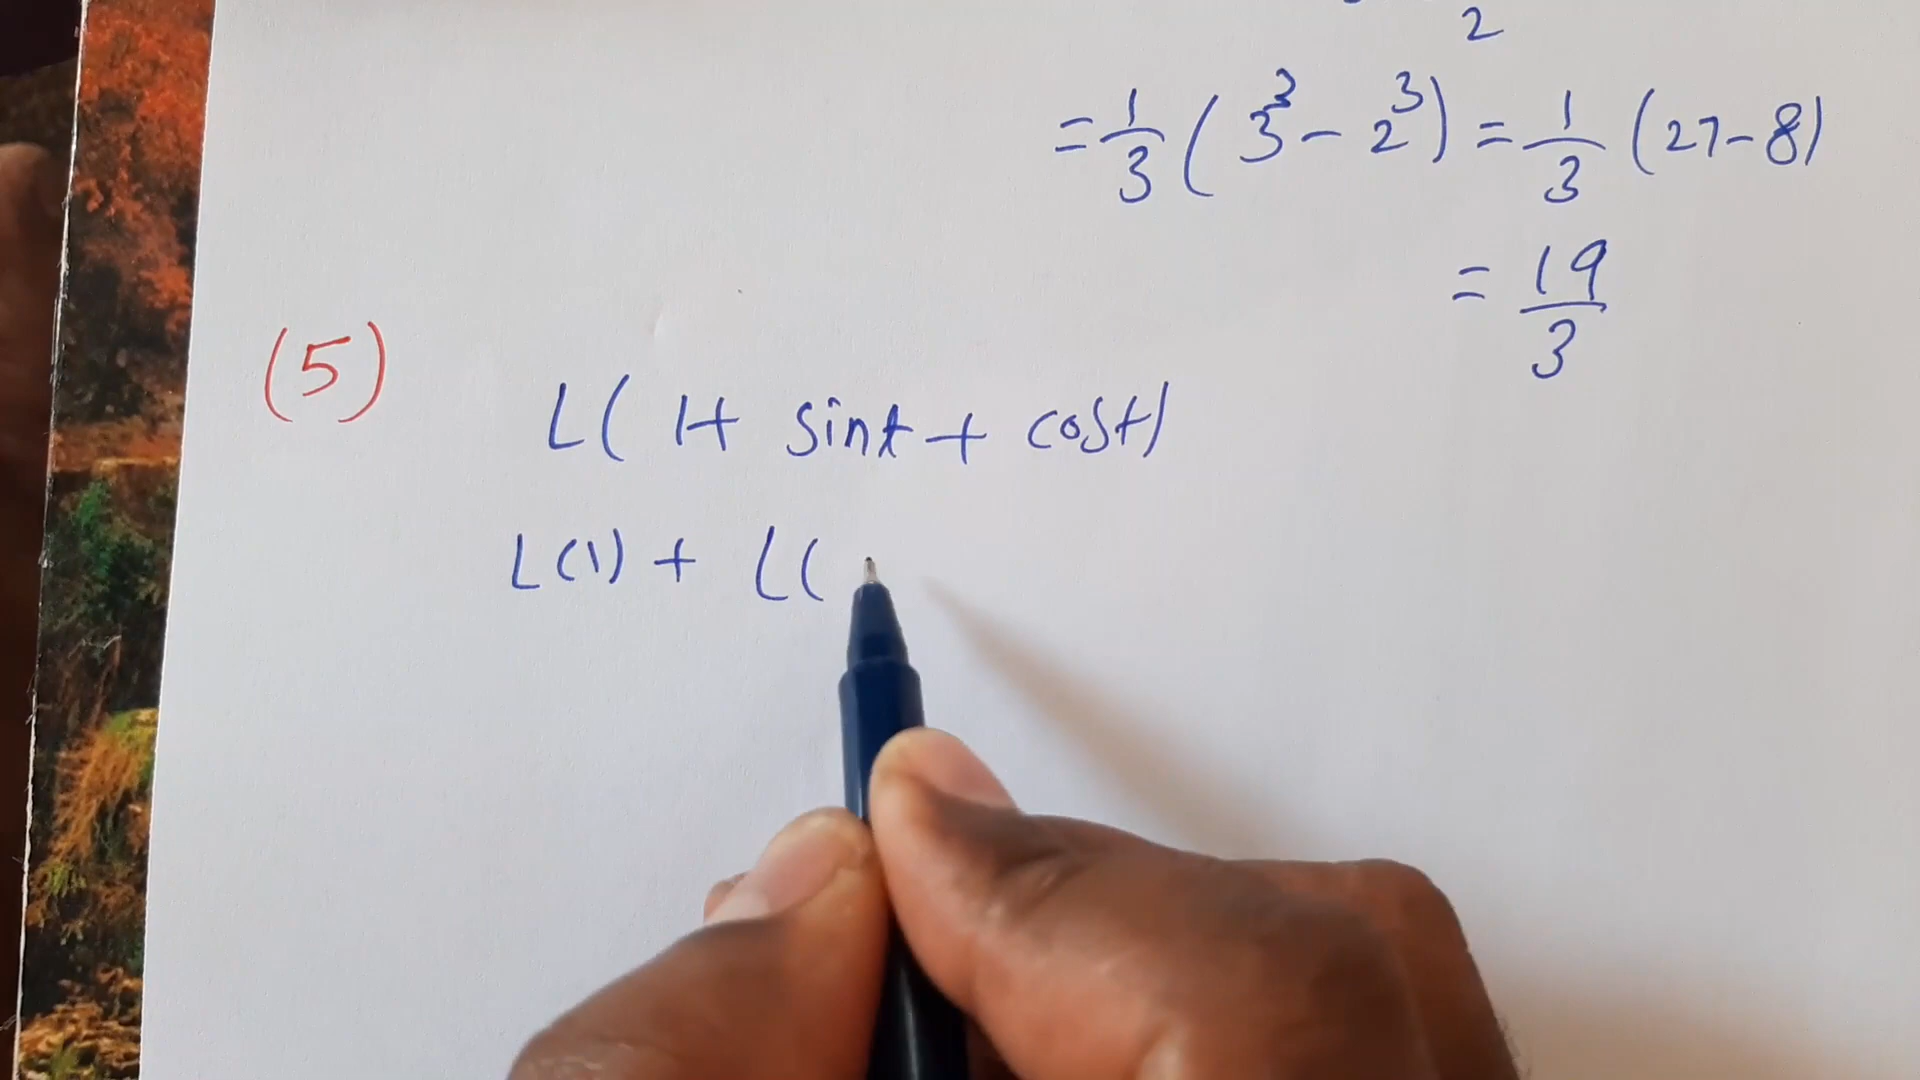 2
= 1/3 ( 3³ - 2³) = 1/3 (27-8)
= 19/3
(5) L( 1+ sint + cost)
L(1) + L(